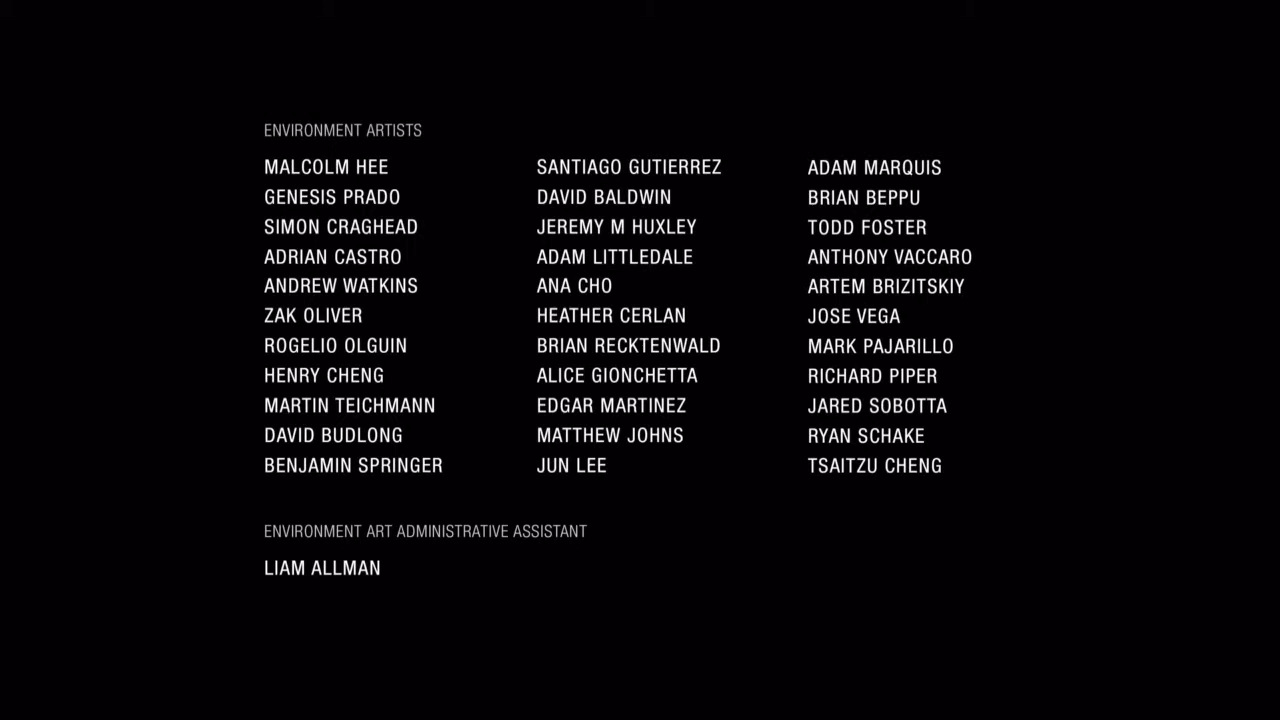 ENVIRONMENT ARTISTS
MALCOLM HEE SANTIAGO GUTIERREZ ADAM MARQUIS
GENESIS PRADO DAVID BALDWIN BRIAN BEPPU
SIMON CRAGHEAD JEREMY M HUXLEY TODD FOSTER
ADRIAN CASTRO ADAM LITTLEDALE ANTHONY VACCARO
ANDREW WATKINS ANA CHO ARTEM BRIZITSKIY
ZAK OLIVER HEATHER CERLAN JOSE VEGA
ROGELIO OLGUIN BRIAN RECKTENWALD MARK PAJARILLO
HENRY CHENG ALICE GIONCHETTA RICHARD PIPER
MARTIN TEICHMANN EDGAR MARTINEZ JARED SOBOTTA
DAVID BUDLONG MATTHEW JOHNS RYAN SCHAKE
BENJAMIN SPRINGER JUN LEE TSAITZU CHENG
ENVIRONMENT ART ADMINISTRATIVE ASSISTANT
LIAM ALLMAN